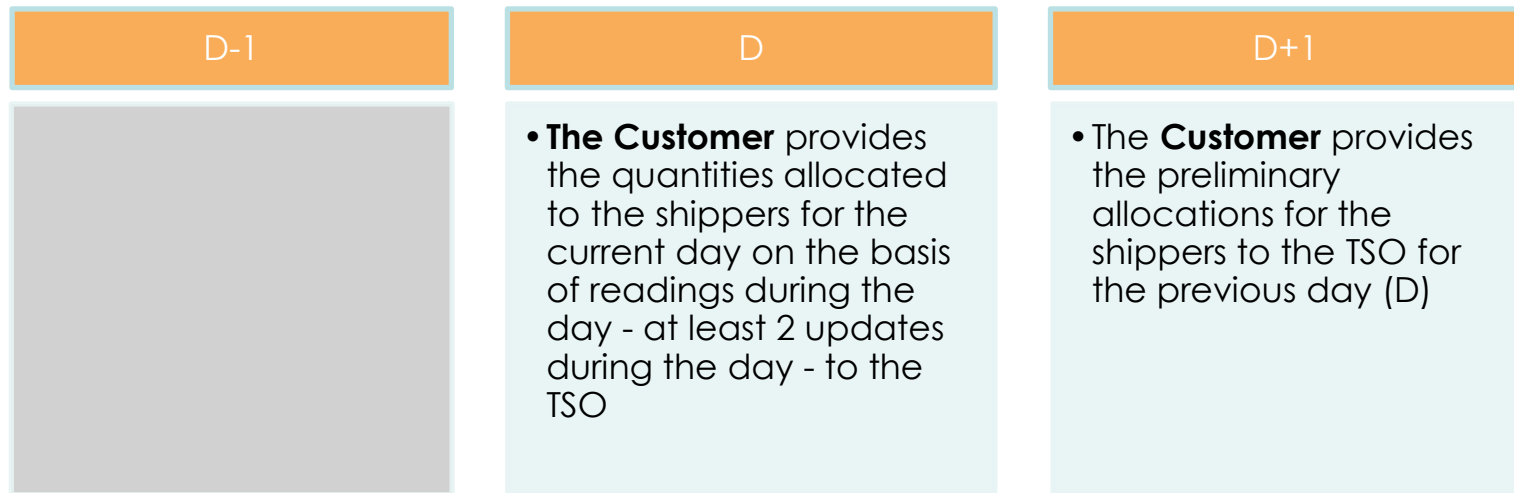 D-1
D
D+1
• The Customer provides
the quantities allocated
to the shippers for the
current day on the basis
of readings during the
day - at least 2 updates
during the day - to the
TSO
• The Customer provides
the preliminary
allocations for the
shippers to the TSO for
the previous day (D)